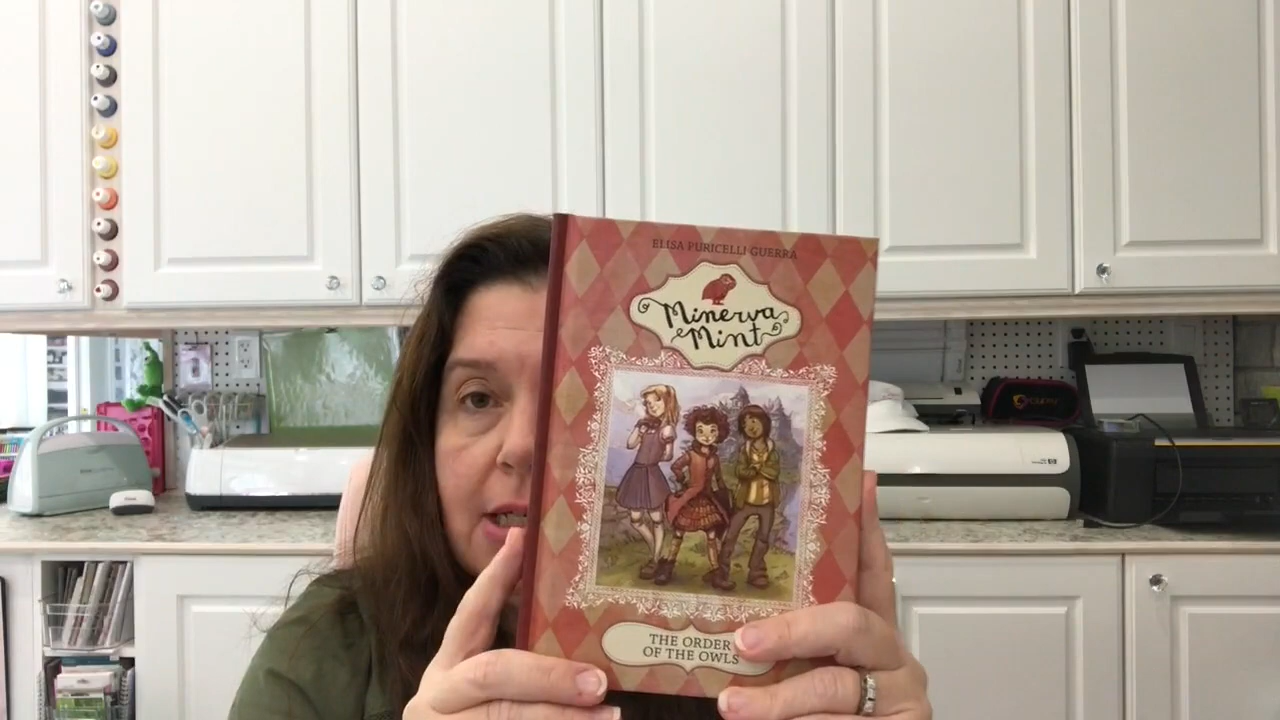 ELISA PURICELLI GUERRA
Minerva
Mint
THE ORDER
OF THE OWLS